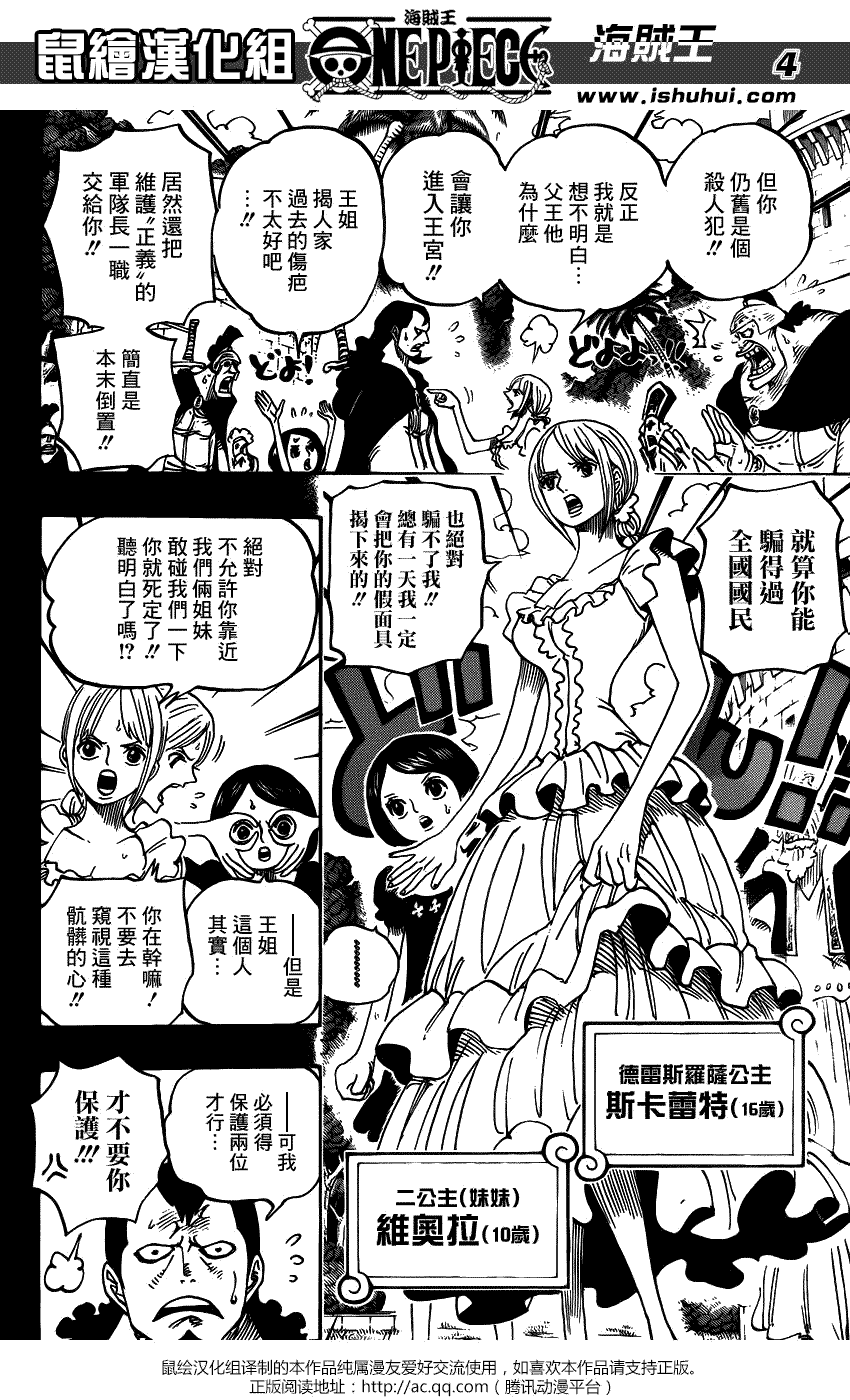 鼠繪漢化組
海賊王
ONE PIECE
海賊王
4
www.ishuhui.com
但你
仍舊是個
殺人犯!!
反正
我就是
想不明白…
父王他
為什麼
會讓你
進入王宮!!
王姐
揭人家
過去的傷疤
不太好吧
…!!
居然還把
維護〝正義〞的
軍隊長一職
交給你!!
簡直是
本末倒置!!
どよ!
どよよ…!!
就算你能
騙得過
全國國民
也絕對
騙不了我!!
總有一天我一定
會把你的假面具
揭下來的!!
どーん!!
………
德雷斯羅薩公主
斯卡蕾特(16歲)
二公主(妹妹)
維奧拉(10歲)
絕對
不允許你靠近
我們倆姐妹
敢碰我們一下
你就死定了!!
聽明白了嗎!?
——但是
王姐
這個人
其實…
你在幹嘛!
不要去
窺視這種
骯髒的心!!
——可我
必須得
保護兩位
才行…
才不要你
保護!!!
鼠绘汉化组译制的本作品纯属漫友爱好交流使用，如喜欢本作品请支持正版。
正版阅读地址：http://ac.qq.com（腾讯动漫平台）